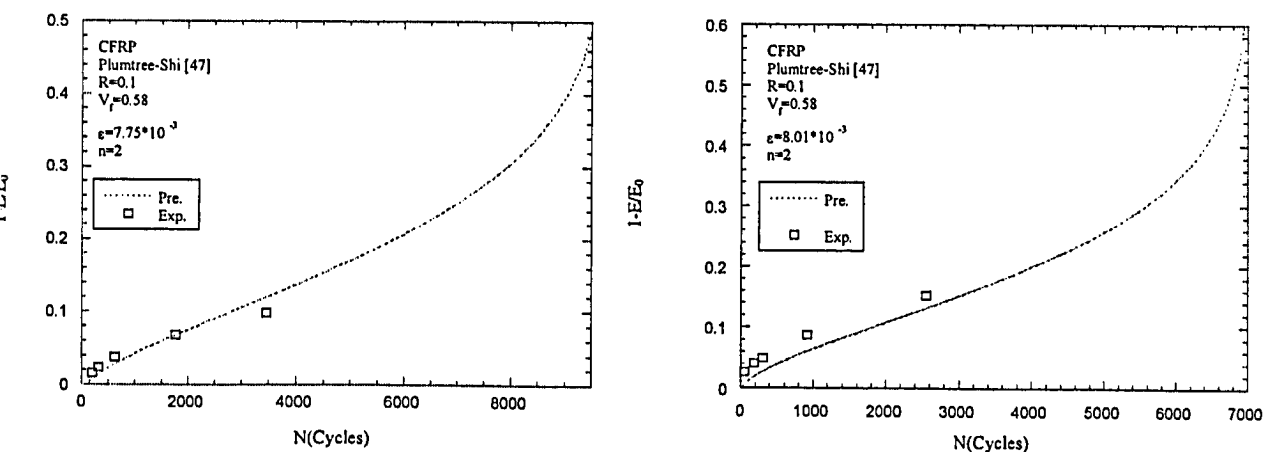 0.5
0.4
0.3
0.2
0.1
0
CFRP
Plumtree-Shi [47]
R=0.1
V_f=0.58
ε=7.75*10⁻³
n=2
Pre.
Exp.
0 2000 4000 6000 8000
N(Cycles)
0.6
0.5
0.4
0.3
0.2
0.1
0
1-E/E₀
CFRP
Plumtree-Shi [47]
R=0.1
V_f=0.58
ε=8.01*10⁻³
n=2
Pre.
Exp.
0 1000 2000 3000 4000 5000 6000 7000
N(Cycles)